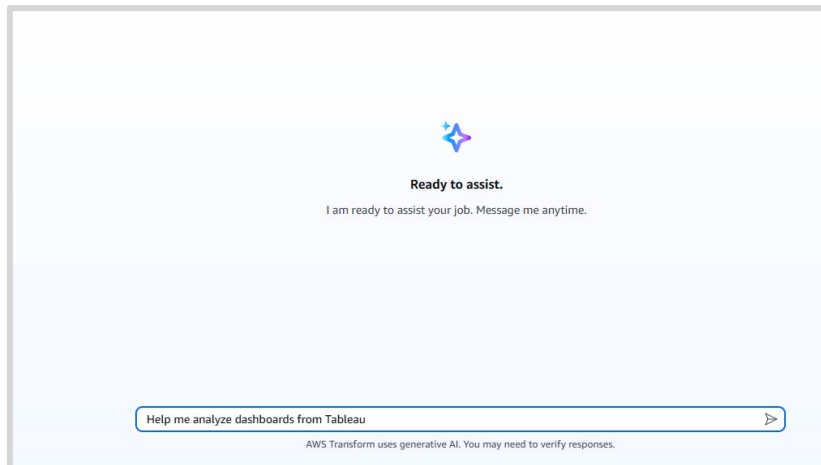 Ready to assist.
I am ready to assist your job. Message me anytime.
Help me analyze dashboards from Tableau
AWS Transform uses generative AI. You may need to verify responses.